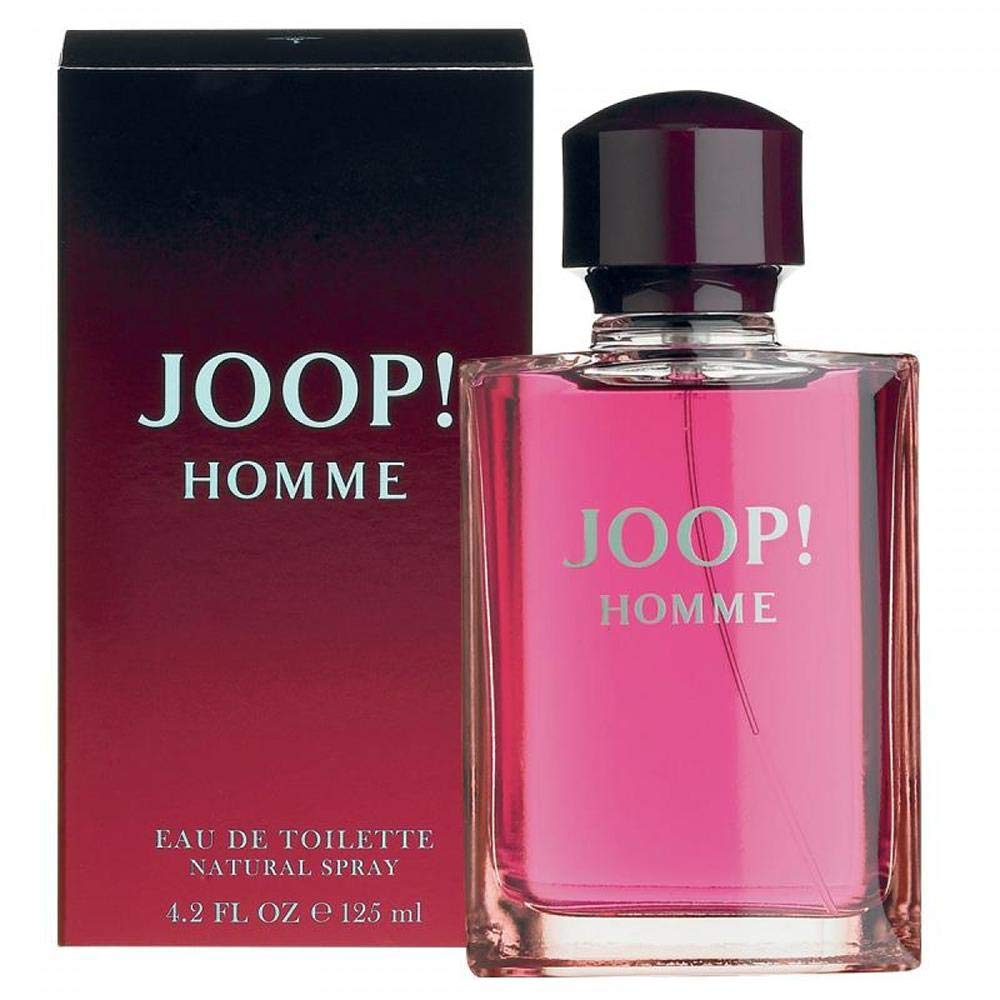 JOOP!
HOMME
EAU DE TOILETTE
NATURAL SPRAY
4.2 FL OZ ℮ 125 ml
JOOP!
HOMME